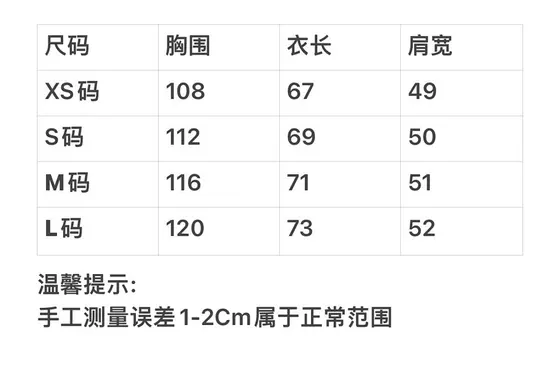 尺码 胸围 衣长 肩宽
XS码 108 67 49
S码 112 69 50
M码 116 71 51
L码 120 73 52
温馨提示:
手工测量误差1-2Cm属于正常范围